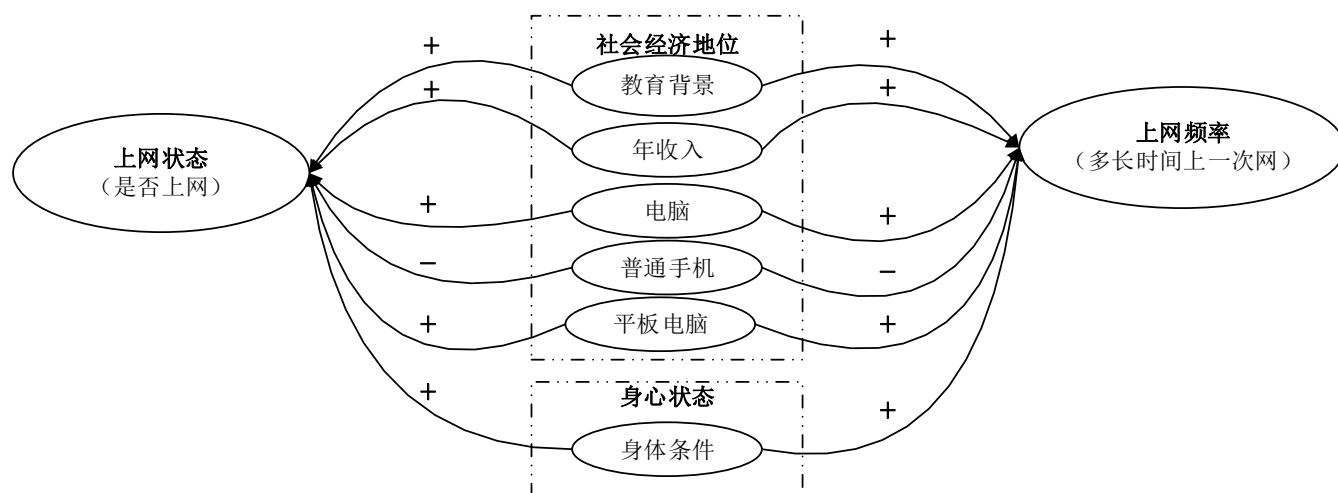 社会经济地位
教育背景
年收入
电脑
普通手机
平板电脑
身心状态
身体条件
上网状态
（是否上网）
上网频率
（多长时间上一次网）
+
+
+
−
+
+
+
+
+
−
+
+